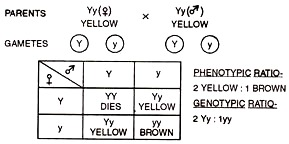 PARENTS Yy(♀) × Yy(♂)
YELLOW YELLOW
GAMETES Y y Y y
♂ ♀ Y y
Y YY DIES Yy YELLOW
y Yy YELLOW yy BROWN
PHENOTYPIC RATIO-
2 YELLOW : 1 BROWN
GENOTYPIC RATIO-
2 Yy : 1yy